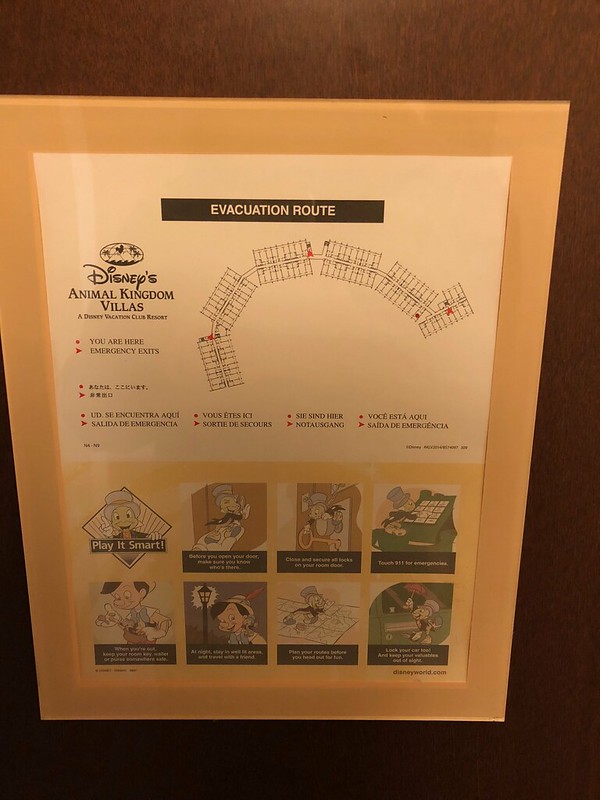 EVACUATION ROUTE
DISNEY'S
ANIMAL KINGDOM
VILLAS
A DISNEY VACATION CLUB RESORT
YOU ARE HERE
EMERGENCY EXITS
あなたは、ここにいます。
非常出口
UD. SE ENCUENTRA AQUÍ
SALIDA DE EMERGENCIA
VOUS ÊTES ICI
SORTIE DE SECOURS
SIE SIND HIER
NOTAUSGANG
VOCÊ ESTÁ AQUI
SAÍDA DE EMERGÊNCIA
©Disney
Play It Smart!
Before you open your door,
make sure you know
who's there.
Close and secure all locks
on your room door.
Touch 911 for emergencies.
When you're out,
keep your room key, wallet
or purse somewhere safe.
At night, stay in well lit areas,
and travel with a friend.
Plan your routes before
you head out for fun.
Lock your car too!
And keep your valuables
out of sight.
disneyworld.com